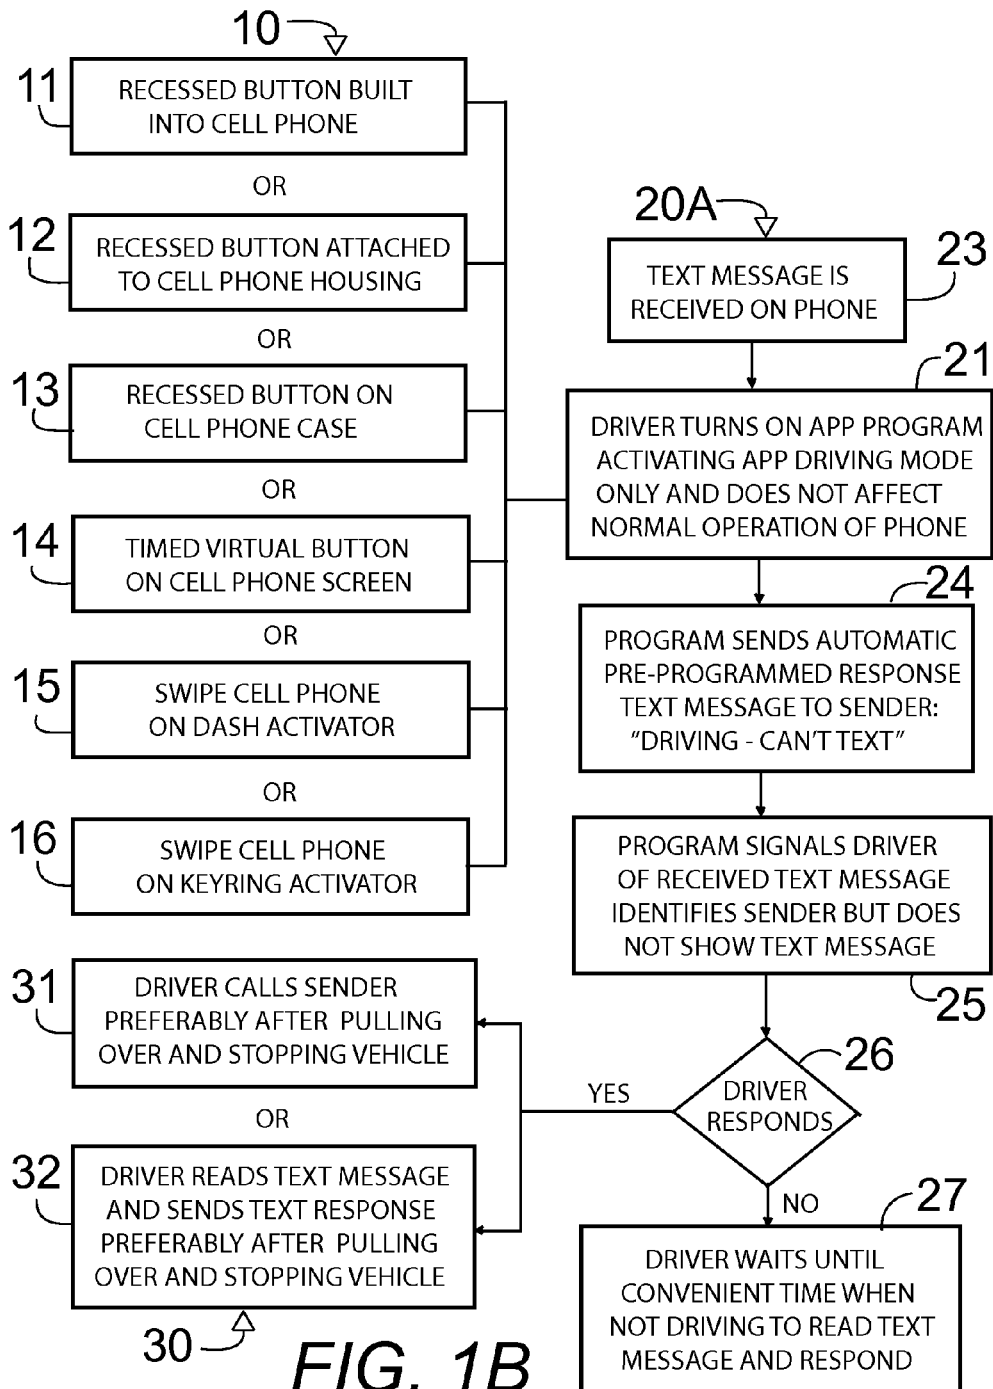 10
11
RECESSED BUTTON BUILT
INTO CELL PHONE
OR
12
RECESSED BUTTON ATTACHED
TO CELL PHONE HOUSING
OR
13
RECESSED BUTTON ON
CELL PHONE CASE
OR
14
TIMED VIRTUAL BUTTON
ON CELL PHONE SCREEN
OR
15
SWIPE CELL PHONE
ON DASH ACTIVATOR
OR
16
SWIPE CELL PHONE
ON KEYRING ACTIVATOR
20A
23
TEXT MESSAGE IS
RECEIVED ON PHONE
21
DRIVER TURNS ON APP PROGRAM
ACTIVATING APP DRIVING MODE
ONLY AND DOES NOT AFFECT
NORMAL OPERATION OF PHONE
24
PROGRAM SENDS AUTOMATIC
PRE-PROGRAMMED RESPONSE
TEXT MESSAGE TO SENDER:
“DRIVING - CAN'T TEXT”
PROGRAM SIGNALS DRIVER
OF RECEIVED TEXT MESSAGE
IDENTIFIES SENDER BUT DOES
NOT SHOW TEXT MESSAGE
25
26
DRIVER
RESPONDS
YES
NO
31
DRIVER CALLS SENDER
PREFERABLY AFTER PULLING
OVER AND STOPPING VEHICLE
OR
32
DRIVER READS TEXT MESSAGE
AND SENDS TEXT RESPONSE
PREFERABLY AFTER PULLING
OVER AND STOPPING VEHICLE
30
27
DRIVER WAITS UNTIL
CONVENIENT TIME WHEN
NOT DRIVING TO READ TEXT
MESSAGE AND RESPOND
FIG. 1B